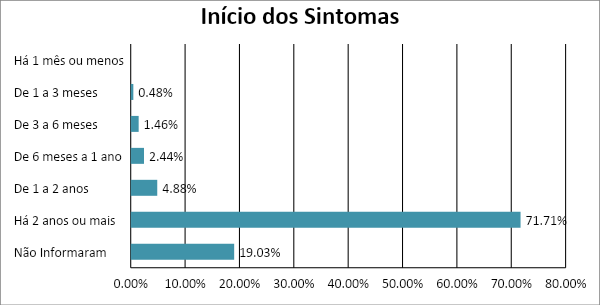 Início dos Sintomas
Há 1 mês ou menos
De 1 a 3 meses 0.48%
De 3 a 6 meses 1.46%
De 6 meses a 1 ano 2.44%
De 1 a 2 anos 4.88%
Há 2 anos ou mais 71.71%
Não Informaram 19.03%
0.00% 10.00% 20.00% 30.00% 40.00% 50.00% 60.00% 70.00% 80.00%